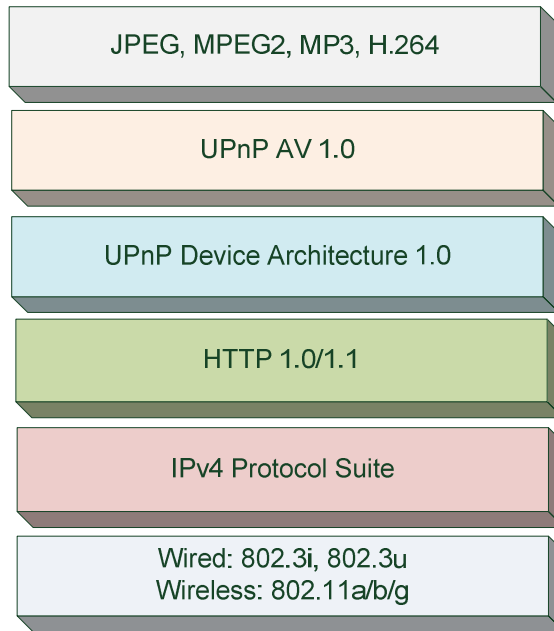 JPEG, MPEG2, MP3, H.264
UPnP AV 1.0
UPnP Device Architecture 1.0
HTTP 1.0/1.1
IPv4 Protocol Suite
Wired: 802.3i, 802.3u
Wireless: 802.11a/b/g